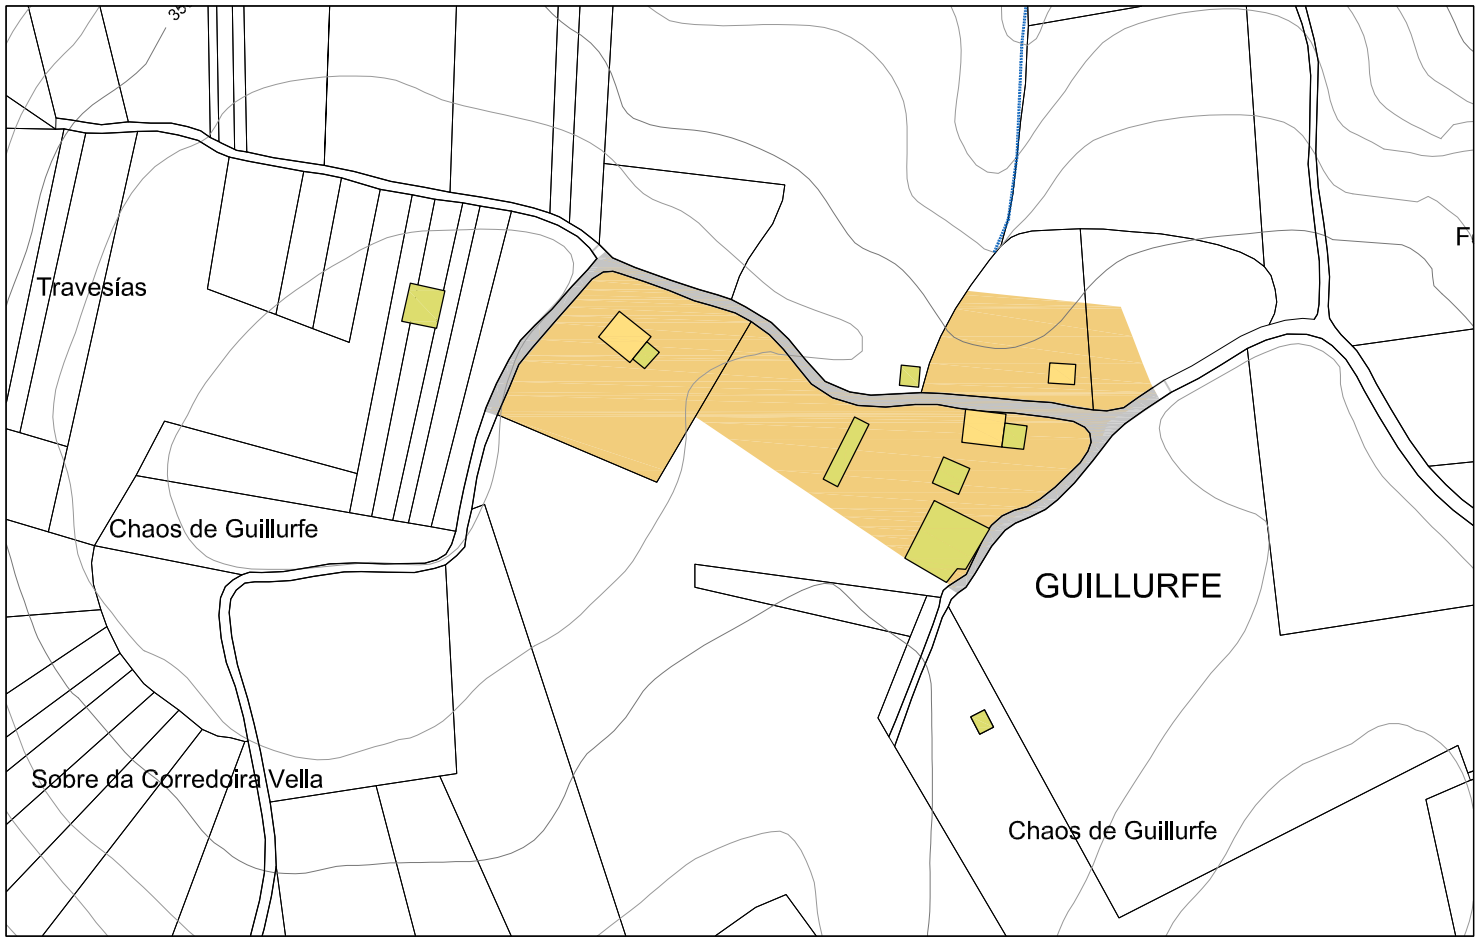 Travesías
Chaos de Guillurfe
GUILLURFE
Sobre da Corredoira Vella
Chaos de Guillurfe